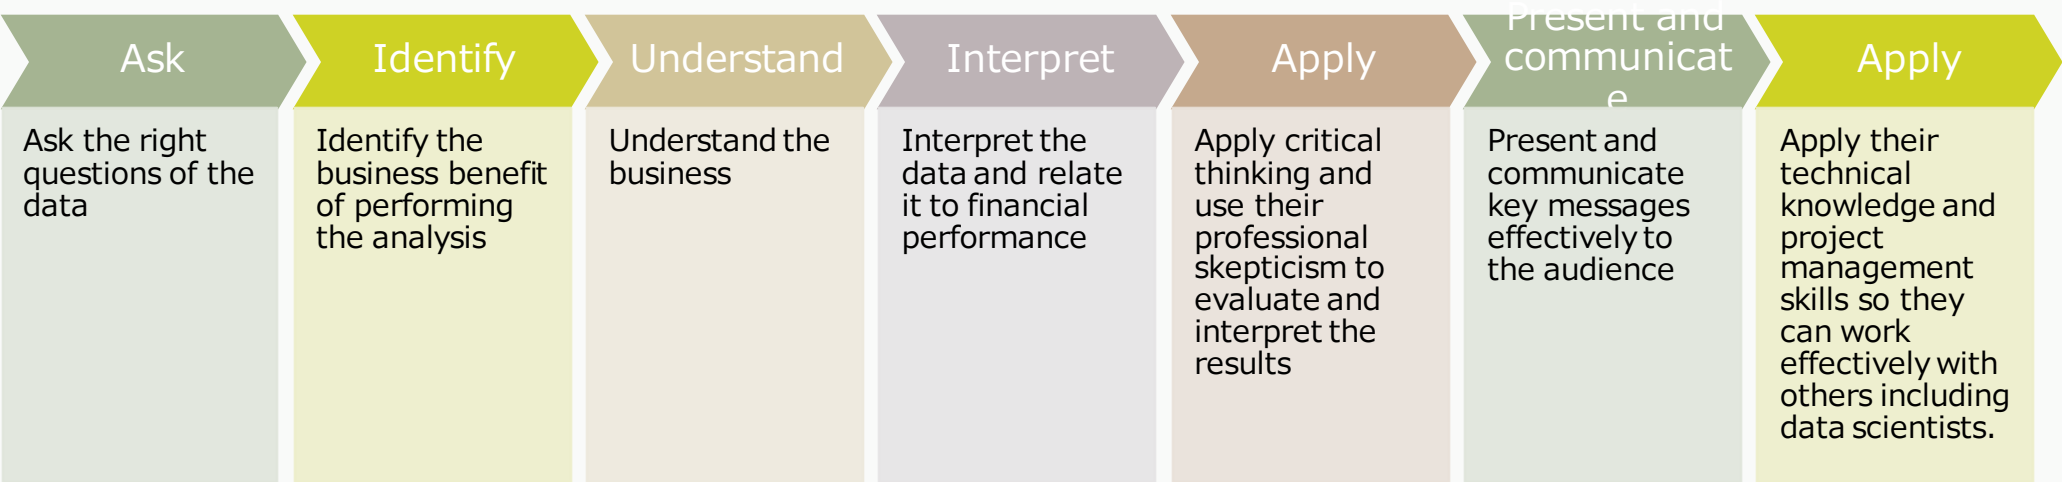 Ask
Identify
Understand
Interpret
Apply
Present and
communicat
e
Apply
Ask the right
questions of the
data
Identify the
business benefit
of performing
the analysis
Understand the
business
Interpret the
data and relate
it to financial
performance
Apply critical
thinking and
use their
professional
skepticism to
evaluate and
interpret the
results
Present and
communicate
key messages
effectively to
the audience
Apply their
technical
knowledge and
project
management
skills so they
can work
effectively with
others including
data scientists.